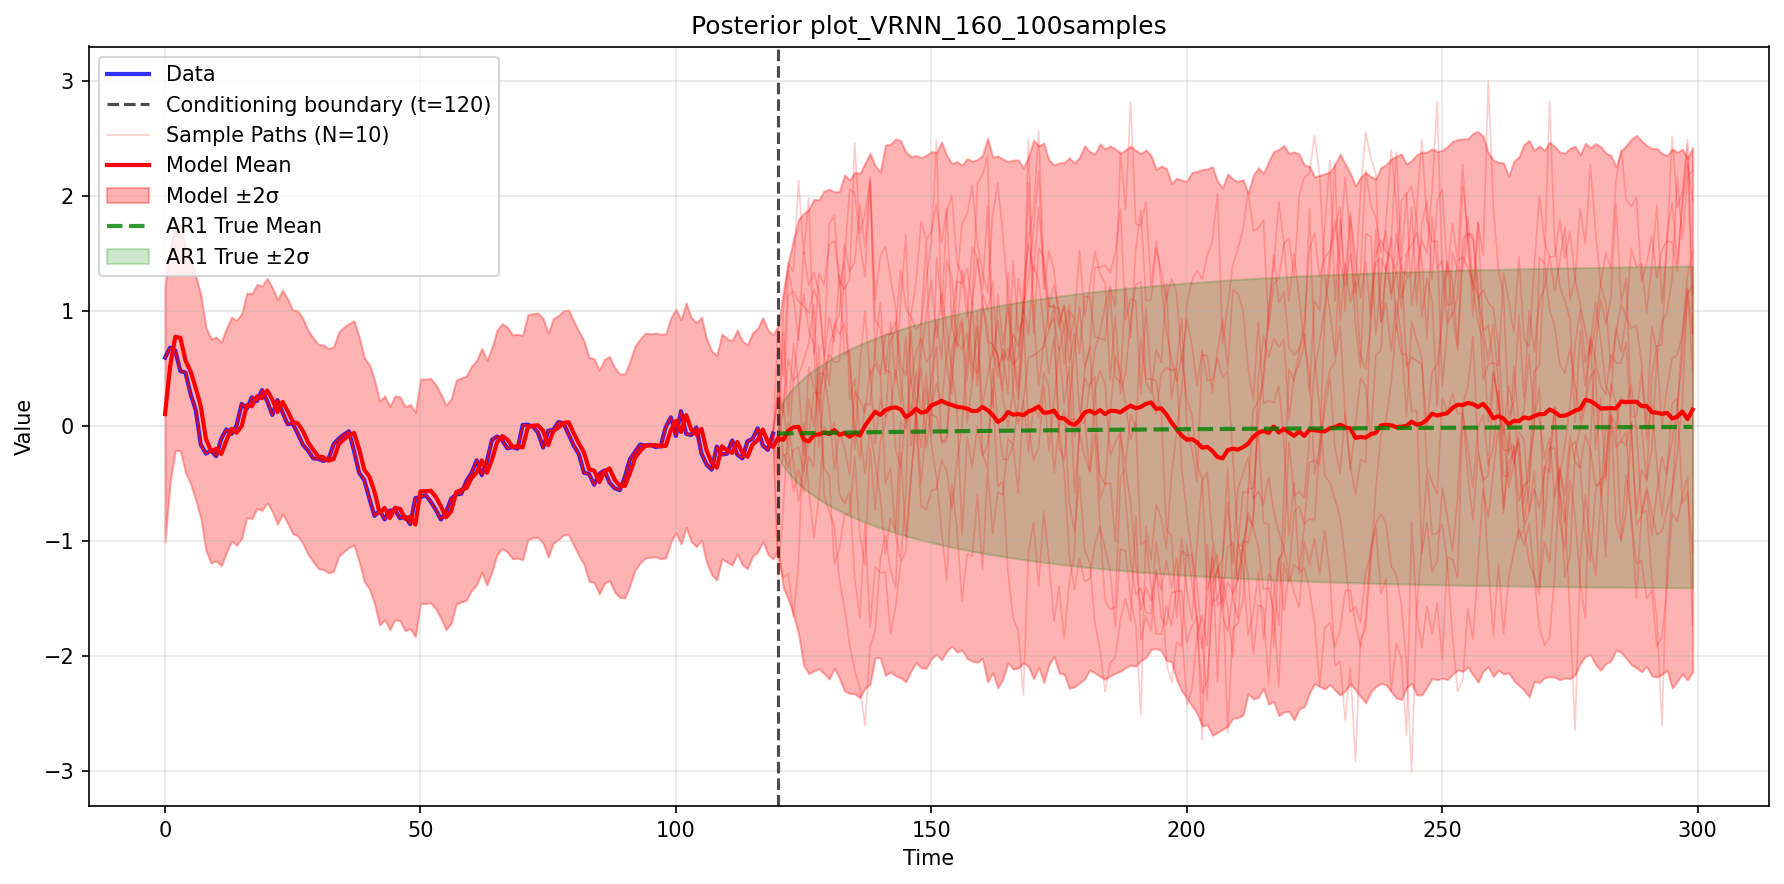 Posterior plot_VRNN_160_100samples
Data
Conditioning boundary (t=120)
Sample Paths (N=10)
Model Mean
Model ±2σ
AR1 True Mean
AR1 True ±2σ
3
2
1
0
−1
−2
−3
Value
0 50 100 150 200 250 300
Time